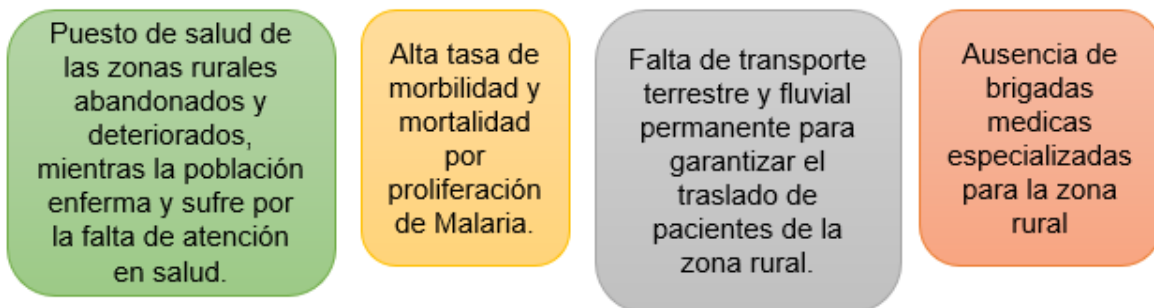 Puesto de salud de
las zonas rurales
abandonados y
deteriorados,
mientras la población
enferma y sufre por
la falta de atención
en salud.
Alta tasa de
morbilidad y
mortalidad
por
proliferación
de Malaria.
Falta de transporte
terrestre y fluvial
permanente para
garantizar el
traslado de
pacientes de la
zona rural.
Ausencia de
brigadas
medicas
especializadas
para la zona
rural